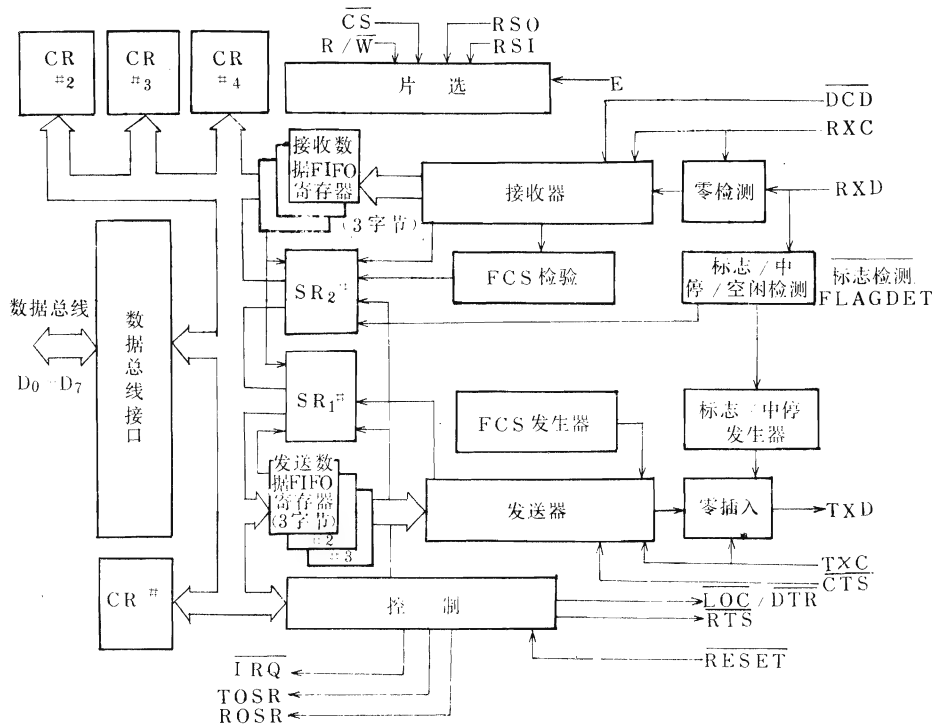 CS
RSO
R/W
RSI
CR
#2
CR
#3
CR
#4
片选
E
DCD
RXC
RXD
接收数
据FIFO
寄存器
(3字节)
接收器
零检测
SR2#
FCS检验
标志/中
停/空闲检测
标志检测
FLAGDET
数据总线
D0-D7
数据总线接口
SR1#
FCS发生器
标志/中停
发生器
发送数
据FIFO
寄存器
(3字节)
#2
#3
发送器
零插入
TXD
TXC
CTS
CR#
控制
LOC/DTR
RTS
RESET
IRQ
TOSR
ROSR